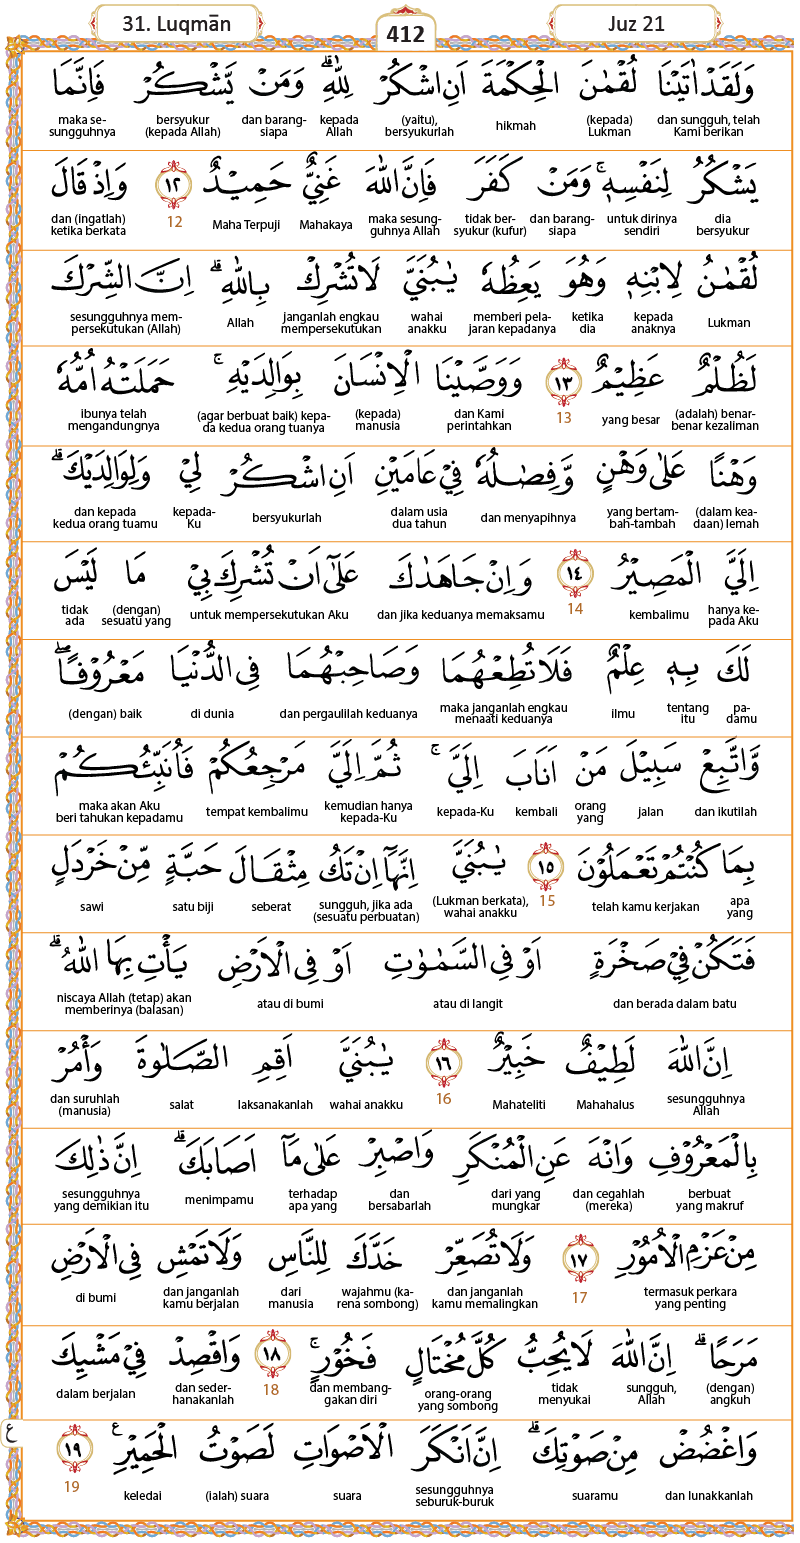 31. Luqmān
412
Juz 21
وَلَقَدْ اٰتَيْنَا لُقْمٰنَ الْحِكْمَةَ اَنِ اشْكُرْ لِلّٰهِ ۗ وَمَنْ يَّشْكُرْ فَاِنَّمَا
dan sungguh, telah Kami berikan (kepada) Lukman hikmah (yaitu), bersyukurlah kepada Allah dan barang-siapa bersyukur (kepada Allah) maka se-sungguhnya
يَشْكُرُ لِنَفْسِهٖ ۚ وَمَنْ كَفَرَ فَاِنَّ اللّٰهَ غَنِيٌّ حَمِيْدٌ ١٢ وَاِذْ قَالَ
dia bersyukur untuk dirinya sendiri dan barang-siapa tidak ber-syukur (kufur) maka sesung-guhnya Allah Mahakaya Maha Terpuji 12 dan (ingatlah) ketika berkata
لُقْمٰنُ لِابْنِهٖ وَهُوَ يَعِظُهٗ يٰبُنَيَّ لَا تُشْرِكْ بِاللّٰهِ ۗ اِنَّ الشِّرْكَ
Lukman kepada anaknya ketika dia memberi pela-jaran kepadanya wahai anakku janganlah engkau mempersekutukan Allah sesungguhnya mem-persekutukan (Allah)
لَظُلْمٌ عَظِيْمٌ ١٣ وَوَصَّيْنَا الْاِنْسَانَ بِوَالِدَيْهِ ۚ حَمَلَتْهُ اُمُّهٗ
(adalah) benar-benar kezaliman yang besar 13 dan Kami perintahkan (kepada) manusia (agar berbuat baik) kepa-da kedua orang tuanya ibunya telah mengandungnya
وَهْنًا عَلٰى وَهْنٍ وَّفِصٰلُهٗ فِيْ عَامَيْنِ اَنِ اشْكُرْ لِيْ وَلِوَالِدَيْكَ ۗ
(dalam kea-daan) lemah yang bertam-bah-tambah dan menyapihnya dalam usia dua tahun bersyukurlah kepada-Ku dan kepada kedua orang tuamu
اِلَيَّ الْمَصِيْرُ ١٤ وَاِنْ جَاهَدٰكَ عَلٰٓى اَنْ تُشْرِكَ بِيْ مَا لَيْسَ
hanya ke-pada Aku kembalimu 14 dan jika keduanya memaksamu untuk mempersekutukan Aku (dengan) sesuatu yang tidak ada
لَكَ بِهٖ عِلْمٌ فَلَا تُطِعْهُمَا وَصَاحِبْهُمَا فِى الدُّنْيَا مَعْرُوْفًا ۖ
pa-damu tentang itu ilmu maka janganlah engkau menaati keduanya dan pergaulilah keduanya di dunia (dengan) baik
وَّاتَّبِعْ سَبِيْلَ مَنْ اَنَابَ اِلَيَّ ۚ ثُمَّ اِلَيَّ مَرْجِعُكُمْ فَاُنَبِّئُكُمْ
dan ikutilah jalan orang yang kembali kepada-Ku kemudian hanya kepada-Ku tempat kembalimu maka akan Aku beri tahukan kepadamu
بِمَا كُنْتُمْ تَعْمَلُوْنَ ١٥ يٰبُنَيَّ اِنَّهَآ اِنْ تَكُ مِثْقَالَ حَبَّةٍ مِّنْ خَرْدَلٍ
apa yang telah kamu kerjakan 15 (Lukman berkata), wahai anakku sungguh, jika ada (sesuatu perbuatan) seberat satu biji sawi
فَتَكُنْ فِيْ صَخْرَةٍ اَوْ فِى السَّمٰوٰتِ اَوْ فِى الْاَرْضِ يَأْتِ بِهَا اللّٰهُ ۗ
dan berada dalam batu atau di langit atau di bumi niscaya Allah (tetap) akan memberinya (balasan)
اِنَّ اللّٰهَ لَطِيْفٌ خَبِيْرٌ ١٦ يٰبُنَيَّ اَقِمِ الصَّلٰوةَ وَأْمُرْ
sesungguhnya Allah Mahahalus Mahateliti 16 wahai anakku laksanakanlah salat dan suruhlah (manusia)
بِالْمَعْرُوْفِ وَانْهَ عَنِ الْمُنْكَرِ وَاصْبِرْ عَلٰى مَآ اَصَابَكَ ۗ اِنَّ ذٰلِكَ
berbuat yang makruf dan cegahlah (mereka) dari yang mungkar dan bersabarlah terhadap apa yang menimpamu sesungguhnya yang demikian itu
مِنْ عَزْمِ الْاُمُوْرِ ١٧ وَلَا تُصَعِّرْ خَدَّكَ لِلنَّاسِ وَلَا تَمْشِ فِى الْاَرْضِ
termasuk perkara yang penting 17 dan janganlah kamu memalingkan wajahmu (ka-rena sombong) dari manusia dan janganlah kamu berjalan di bumi
مَرَحًا ۗ اِنَّ اللّٰهَ لَا يُحِبُّ كُلَّ مُخْتَالٍ فَخُوْرٍ ۚ ١٨ وَاقْصِدْ فِيْ مَشْيِكَ
(dengan) angkuh sungguh, Allah tidak menyukai orang-orang yang sombong dan membang-gakan diri 18 dan seder-hanakanlah dalam berjalan
وَاغْضُضْ مِنْ صَوْتِكَ ۗ اِنَّ اَنْكَرَ الْاَصْوَاتِ لَصَوْتُ الْحَمِيْرِ ࣖ ١٩ ع
dan lunakkanlah suaramu sesungguhnya seburuk-buruk suara (ialah) suara keledai 19